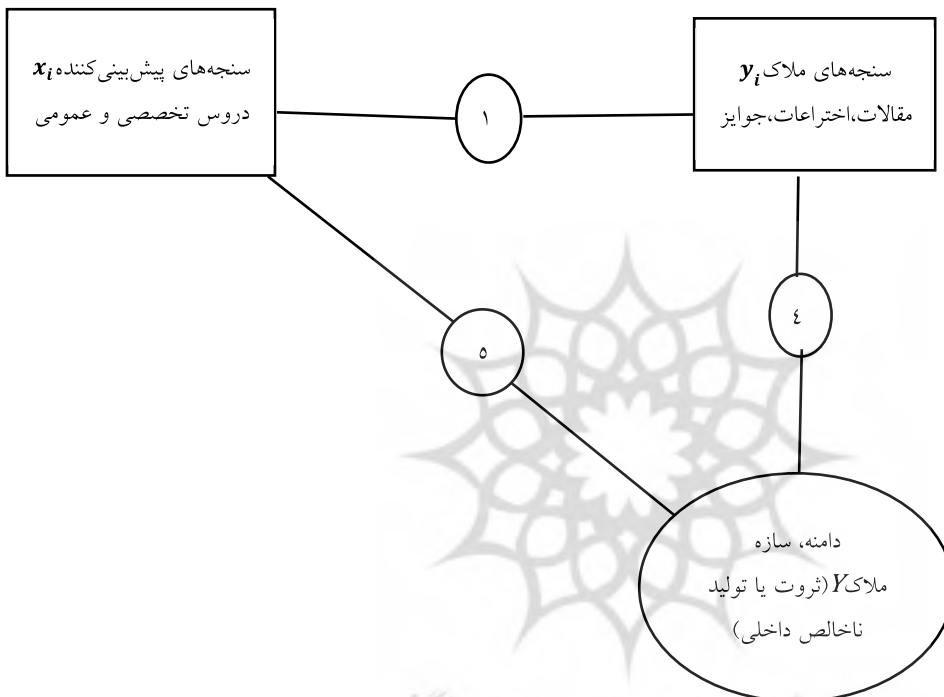 سنجه‌های ملاک y_i
مقالات،اختراعات،جوایز
سنجه‌های پیش‌بینی‌کننده x_i
دروس تخصصی و عمومی
۱
٤
۵
دامنه، سازه
ملاک Y(ثروت یا تولید
ناخالص داخلی)